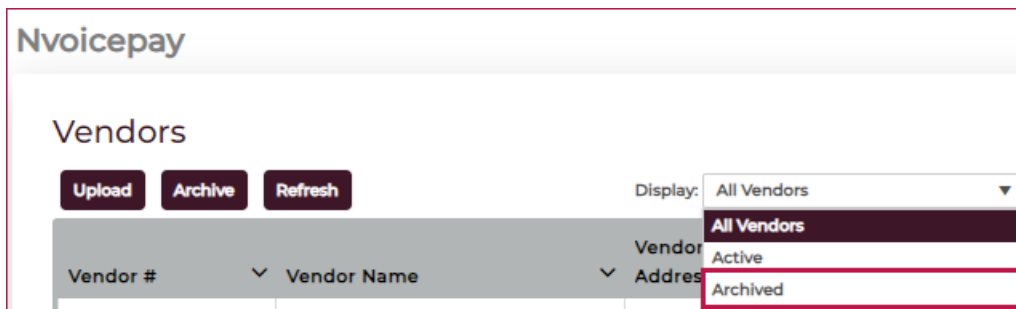 Nvoicepay
Vendors
Upload Archive Refresh Display: All Vendors
All Vendors
Active
Archived
Vendor # Vendor Name Vendor
Addres